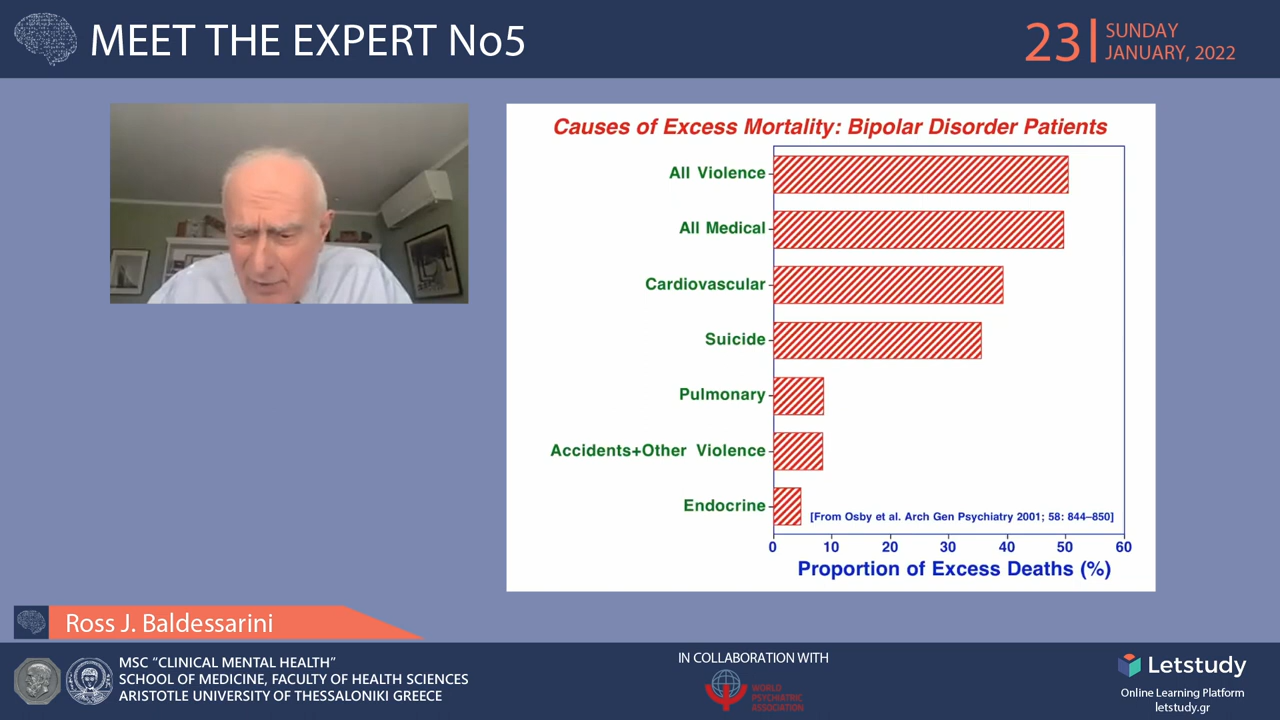 MEET THE EXPERT No5
23
SUNDAY
JANUARY, 2022
Causes of Excess Mortality: Bipolar Disorder Patients
All Violence
All Medical
Cardiovascular
Suicide
Pulmonary
Accidents+Other Violence
Endocrine
[From Osby et al. Arch Gen Psychiatry 2001; 58: 844–850]
0 10 20 30 40 50 60
Proportion of Excess Deaths (%)
Ross J. Baldessarini
MSC “CLINICAL MENTAL HEALTH”
SCHOOL OF MEDICINE, FACULTY OF HEALTH SCIENCES
ARISTOTLE UNIVERSITY OF THESSALONIKI GREECE
IN COLLABORATION WITH
WORLD
PSYCHIATRIC
ASSOCIATION
Letstudy
Online Learning Platform
letstudy.gr